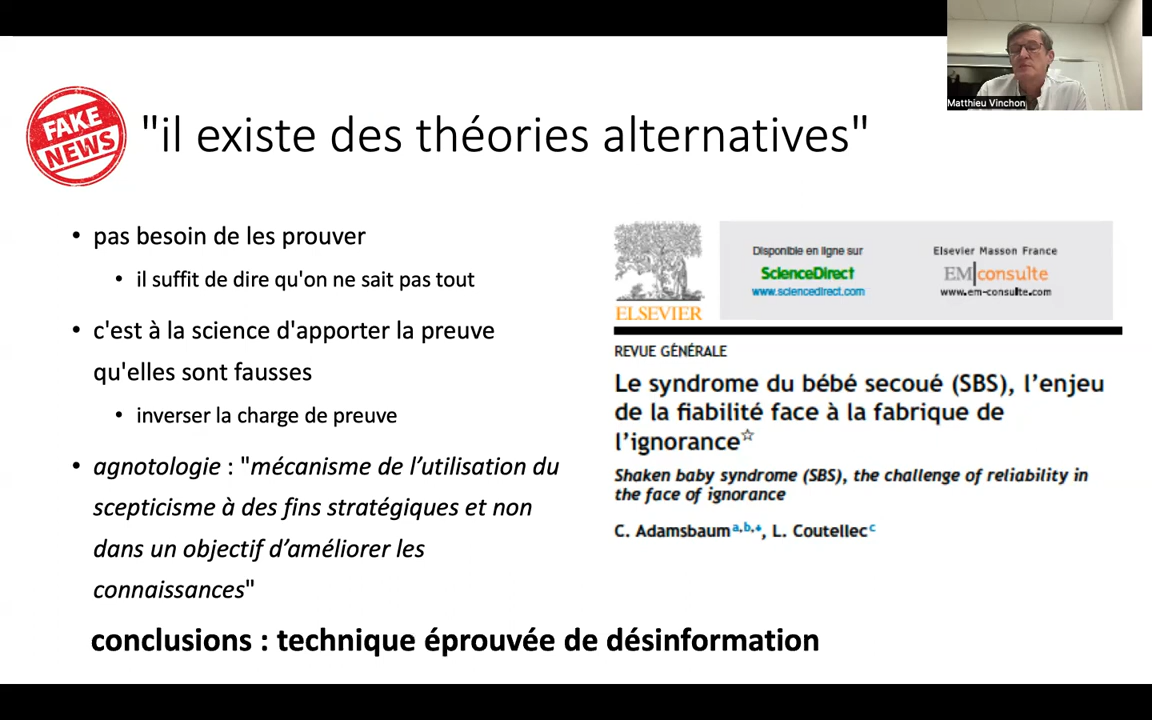 Matthieu Vinchon
FAKE
NEWS
"il existe des théories alternatives"
• pas besoin de les prouver
• il suffit de dire qu'on ne sait pas tout
• c'est à la science d'apporter la preuve
qu'elles sont fausses
• inverser la charge de preuve
• agnotologie : "mécanisme de l’utilisation du
scepticisme à des fins stratégiques et non
dans un objectif d’améliorer les
connaissances"
conclusions : technique éprouvée de désinformation
ELSEVIER
Disponible en ligne sur
ScienceDirect
www.sciencedirect.com
Elsevier Masson France
EM|consulte
www.em-consulte.com
REVUE GÉNÉRALE
Le syndrome du bébé secoué (SBS), l’enjeu
de la fiabilité face à la fabrique de
l’ignorance☆
Shaken baby syndrome (SBS), the challenge of reliability in
the face of ignorance
C. Adamsbaum a,b,*, L. Coutellec c